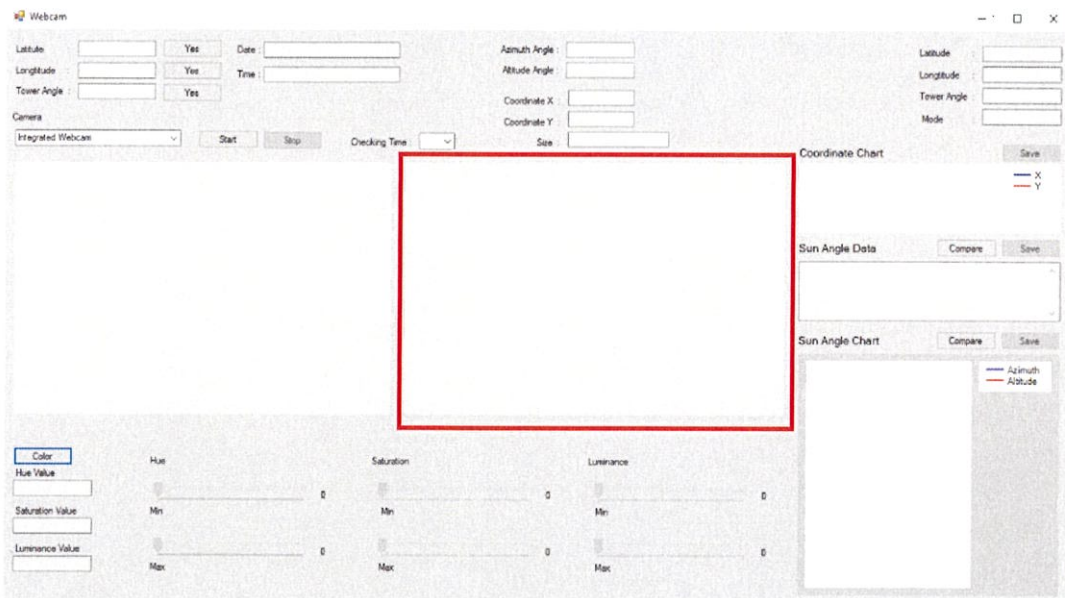 Webcam
Latitude : Yes Date : Azimuth Angle : Latitude :
Longtitude : Yes Time : Altitude Angle : Longtitude :
Tower Angle : Yes Coordinate X : Tower Angle :
Camera Coordinate Y : Mode :
Integrated Webcam Start Stop Checking Time : Size :
Coordinate Chart Save
X
Y
Sun Angle Data Compare Save
Sun Angle Chart Compare Save
Azimuth
Altitude
Color Hue Saturation Luminance
Hue Value
0 0 0
Saturation Value Min Min Min
Luminance Value
0 0 0
Max Max Max